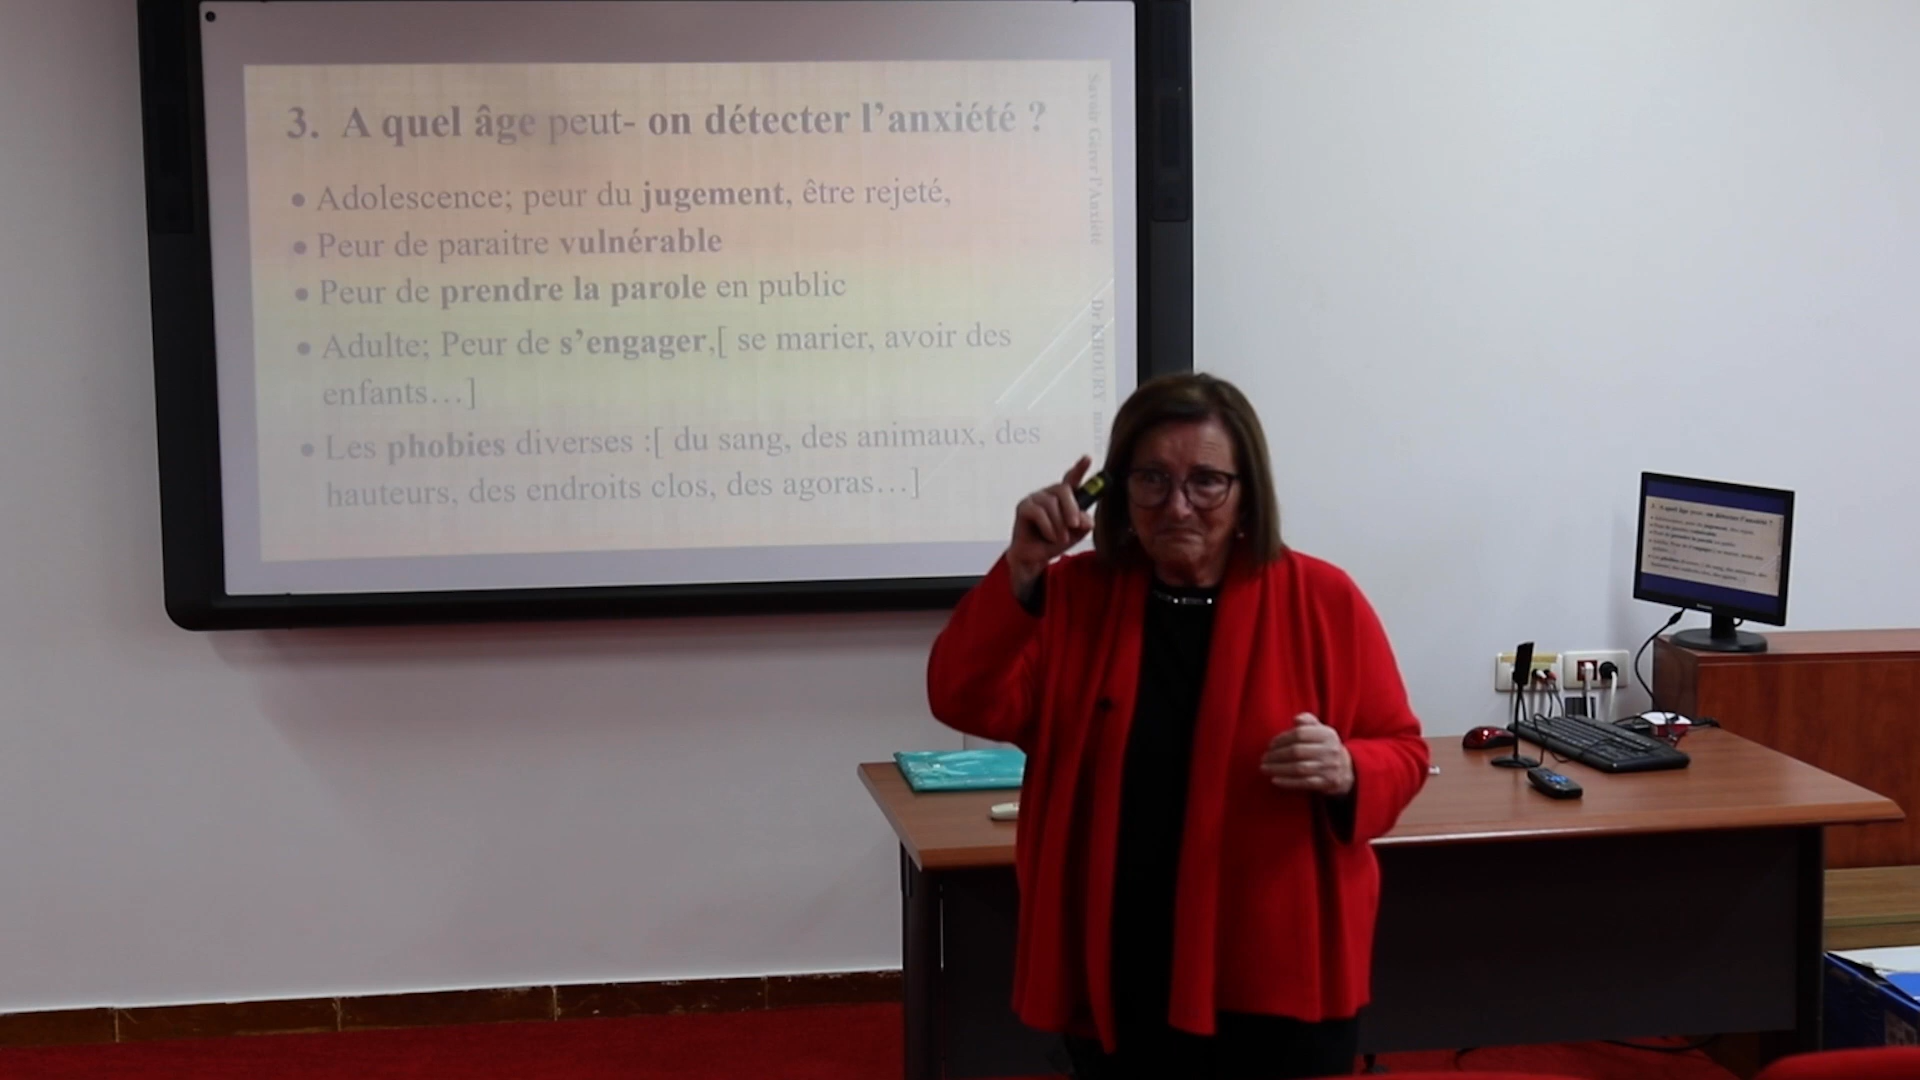 3. A quel âge peut- on détecter l’anxiété ?
• Adolescence; peur du jugement, être rejeté,
• Peur de paraitre vulnérable
• Peur de prendre la parole en public
• Adulte; Peur de s’engager,[ se marier, avoir des
enfants…]
• Les phobies diverses :[ du sang, des animaux, des
hauteurs, des endroits clos, des agoras…]
Savoir Gérer l’Anxiété
Dr KHOURY